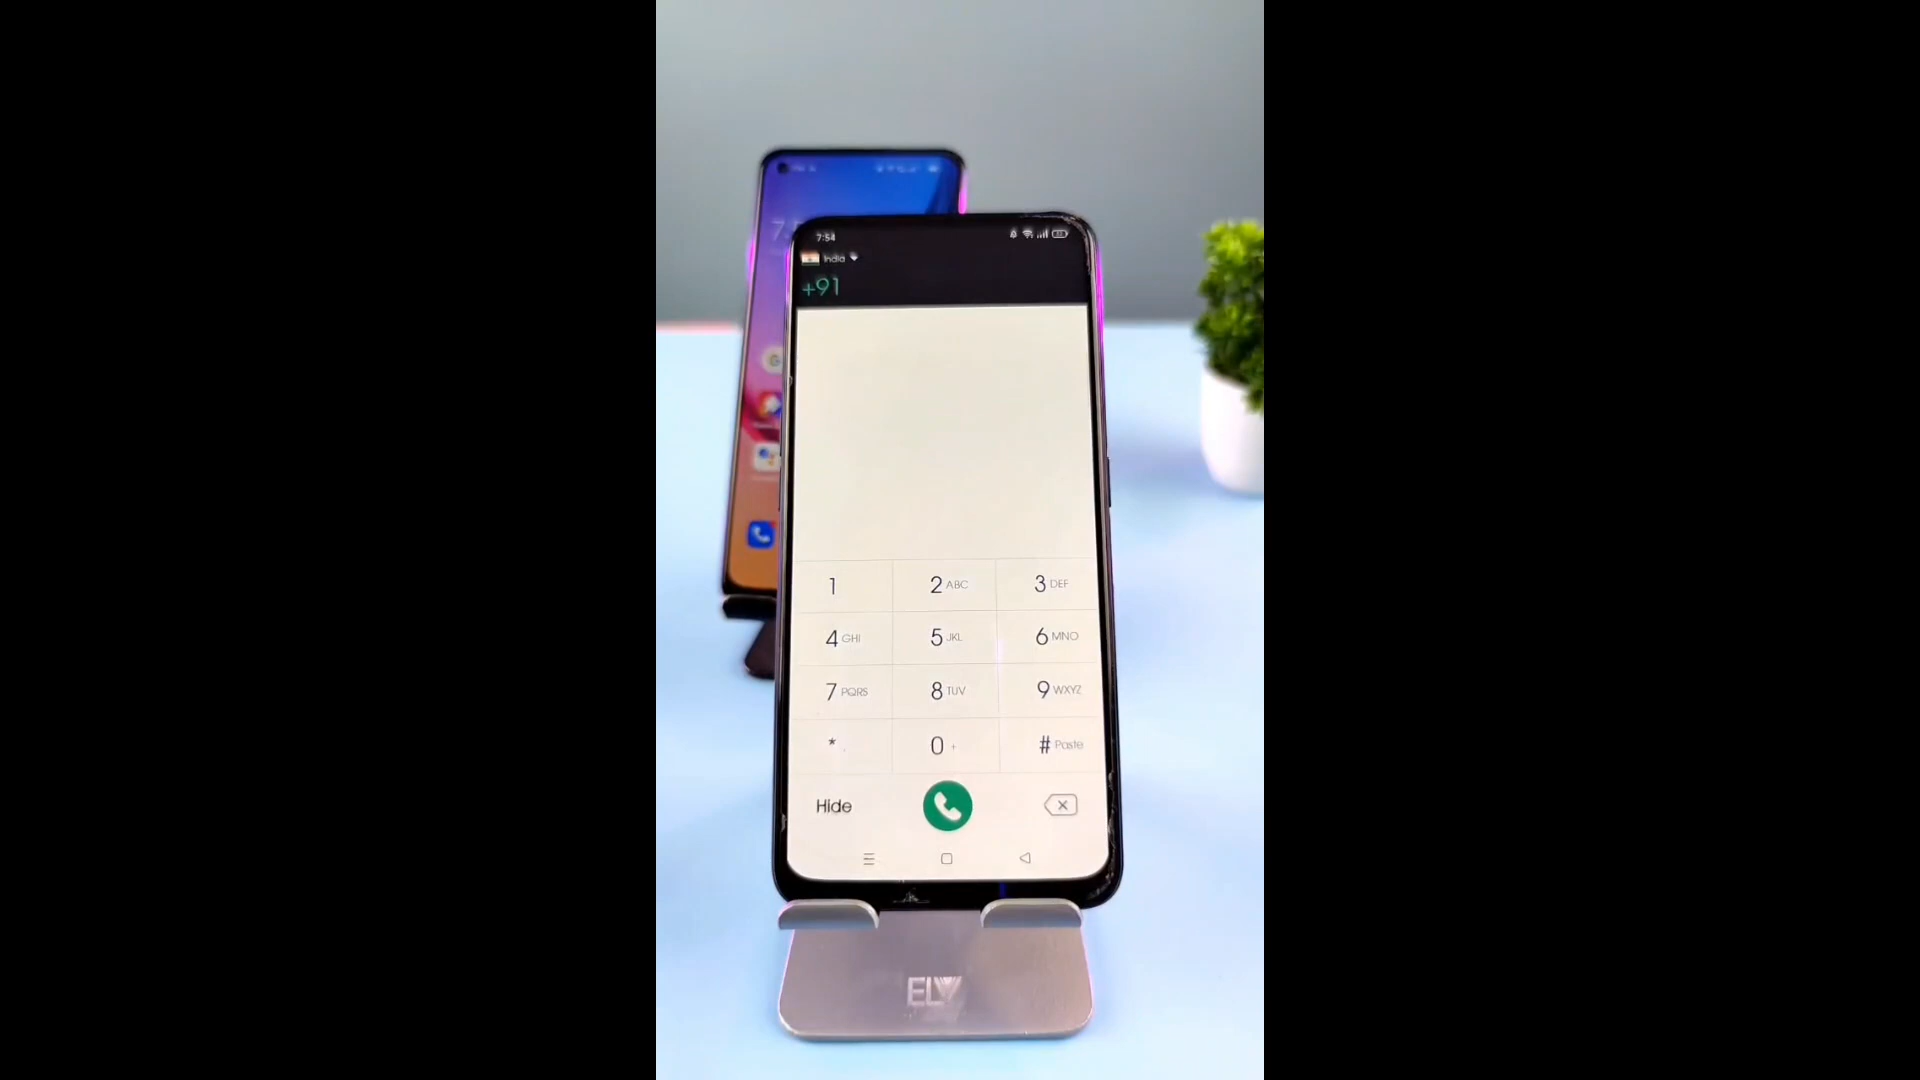 7:54
India
+91
1
2 ABC
3 DEF
4 GHI
5 JKL
6 MNO
7 PQRS
8 TUV
9 WXYZ
*
0 +
# Paste
Hide
ELV